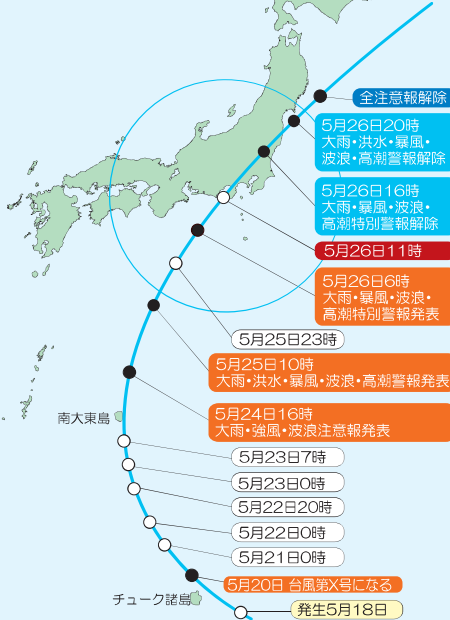 全注意報解除
5月26日20時
大雨・洪水・暴風・
波浪・高潮警報解除
5月26日16時
大雨・暴風・波浪・
高潮特別警報解除
5月26日11時
5月26日6時
大雨・暴風・波浪・
高潮特別警報発表
5月25日23時
5月25日10時
大雨・洪水・暴風・波浪・高潮警報発表
5月24日16時
大雨・強風・波浪注意報発表
南大東島
5月23日7時
5月23日0時
5月22日20時
5月22日0時
5月21日0時
5月20日 台風第X号になる
チューク諸島
発生5月18日